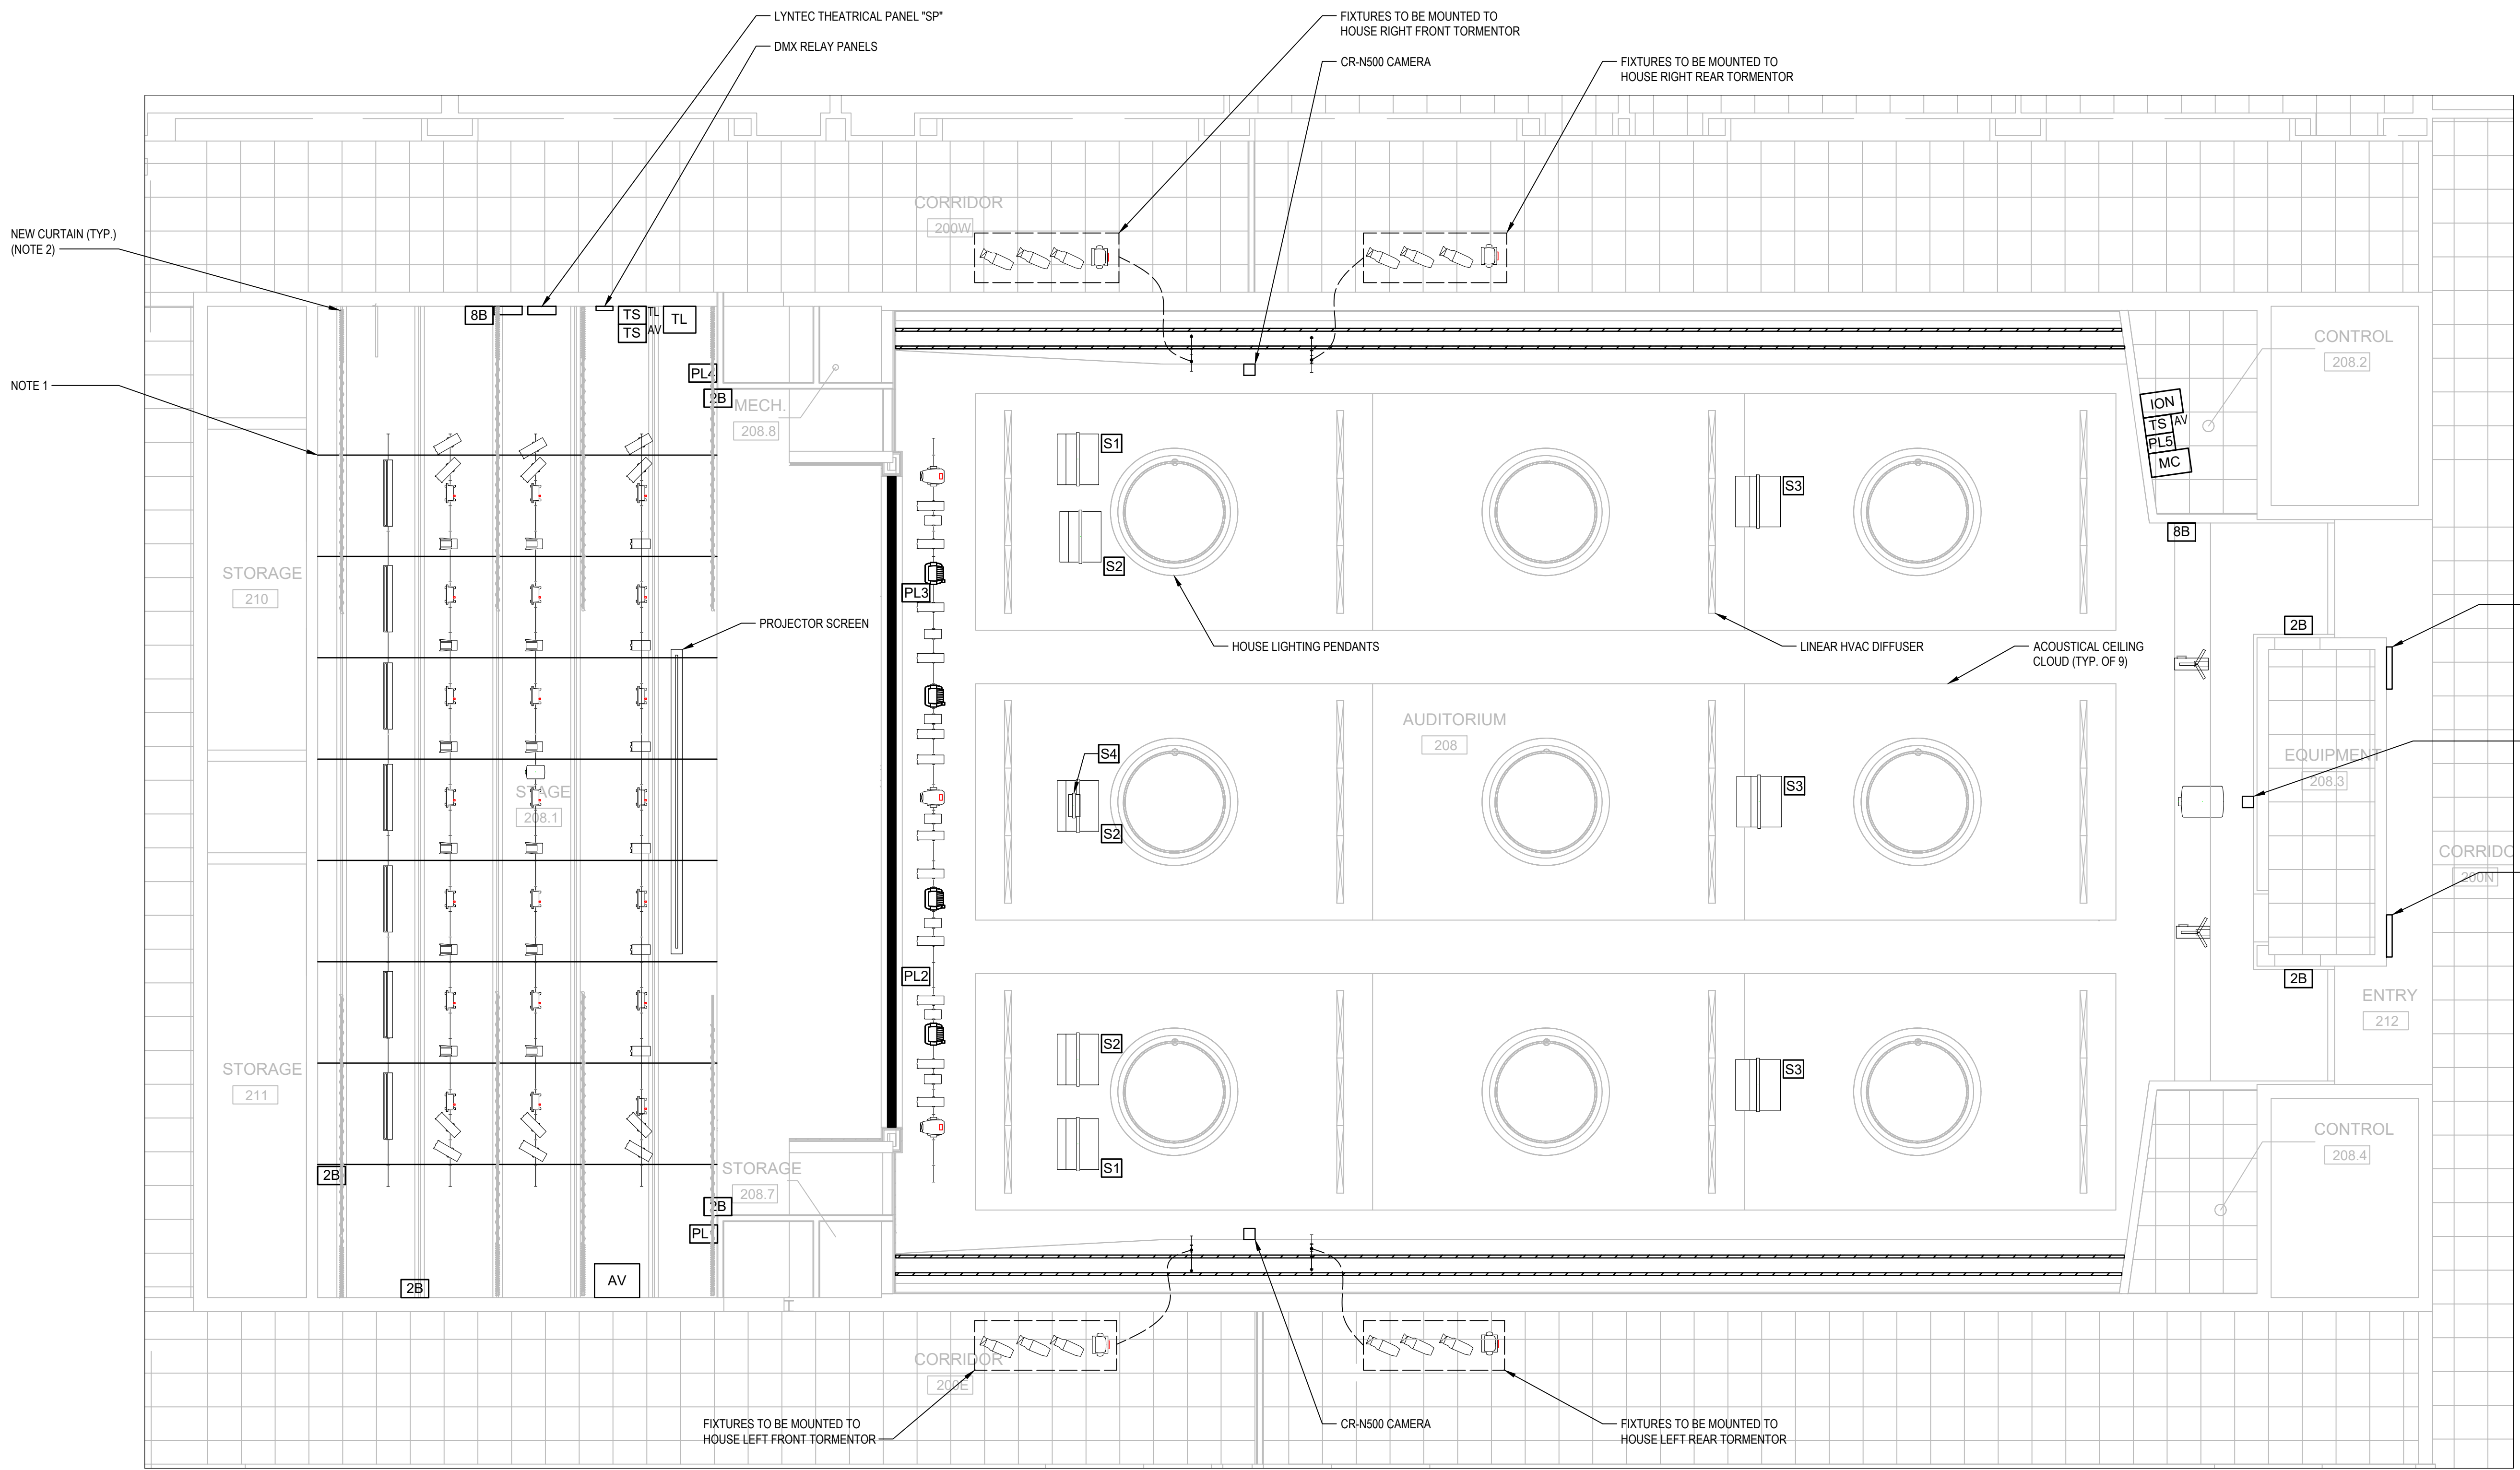 LYNTEC THEATRICAL PANEL "SP"
DMX RELAY PANELS
FIXTURES TO BE MOUNTED TO
HOUSE RIGHT FRONT TORMENTOR
CR-N500 CAMERA
FIXTURES TO BE MOUNTED TO
HOUSE RIGHT REAR TORMENTOR
CORRIDOR
200W
NEW CURTAIN (TYP.)
(NOTE 2)
8B
TS TL
TS AV
TL
CONTROL
208.2
NOTE 1
PL4
2B
MECH.
208.8
ION
TS AV
PL5
MC
S1
S2
S3
8B
STORAGE
210
PL3
PROJECTOR SCREEN
HOUSE LIGHTING PENDANTS
LINEAR HVAC DIFFUSER
ACOUSTICAL CEILING
CLOUD (TYP. OF 9)
2B
AUDITORIUM
208
S4
S2
S3
STAGE
208.1
EQUIPMENT
208.3
CORRIDO
200N
PL2
2B
ENTRY
212
STORAGE
211
S2
S1
S3
CONTROL
208.4
2B
STORAGE
208.7
2B
PL1
2B
AV
CORRIDOR
200E
FIXTURES TO BE MOUNTED TO
HOUSE LEFT FRONT TORMENTOR
CR-N500 CAMERA
FIXTURES TO BE MOUNTED TO
HOUSE LEFT REAR TORMENTOR